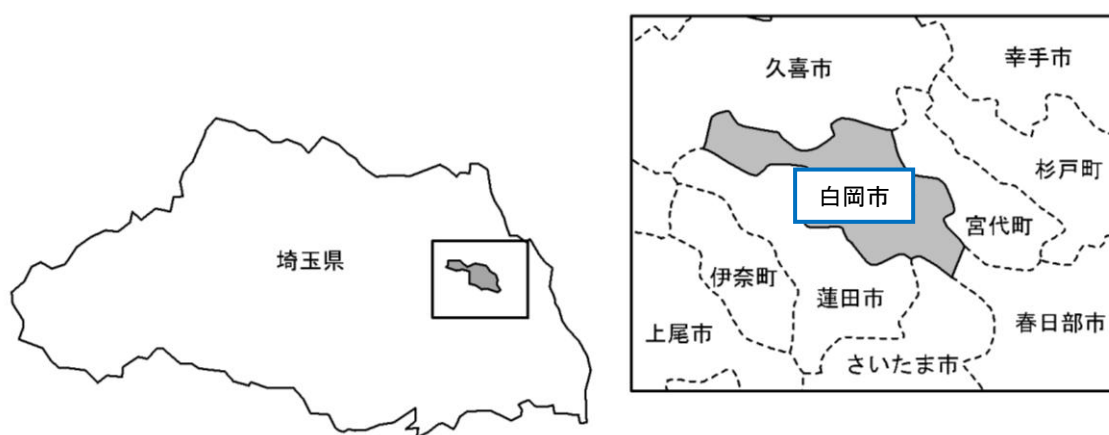 埼玉県
久喜市
幸手市
杉戸町
白岡市
宮代町
伊奈町
蓮田市
上尾市
春日部市
さいたま市